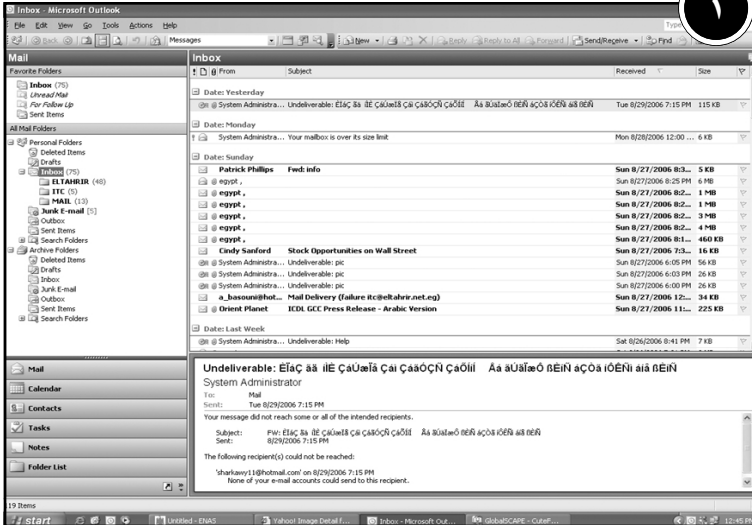 Inbox - Microsoft Outlook
File Edit View Go Tools Actions Help
Back Messages New Reply Reply to All Forward Send/Receive Find
١
Mail
Favorite Folders
Inbox (75)
Unread Mail
For Follow Up
Sent Items
All Mail Folders
Personal Folders
Deleted Items
Drafts
Inbox (75)
ELTAHRIR (48)
ITC (5)
MAIL (13)
Junk E-mail [5]
Outbox
Sent Items
Search Folders
Archive Folders
Deleted Items
Drafts
Inbox
Junk E-mail
Outbox
Sent Items
Search Folders
Mail
Calendar
Contacts
Tasks
Notes
Folder List
Inbox
From Subject Received Size
Date: Yesterday
System Administra... Undeliverable: Tue 8/29/2006 7:15 PM 115 KB
Date: Monday
System Administra... Your mailbox is over its size limit Mon 8/28/2006 12:00 ... 6 KB
Date: Sunday
Patrick Phillips Fwd: info Sun 8/27/2006 8:3... 5 KB
egypt , Sun 8/27/2006 8:25 PM 6 MB
egypt , Sun 8/27/2006 8:2... 1 MB
egypt , Sun 8/27/2006 8:2... 1 MB
egypt , Sun 8/27/2006 8:2... 3 MB
egypt , Sun 8/27/2006 8:2... 4 MB
egypt , Sun 8/27/2006 8:1... 460 KB
Cindy Sanford Stock Opportunities on Wall Street Sun 8/27/2006 7:3... 16 KB
System Administra... Undeliverable: pic Sun 8/27/2006 6:05 PM 56 KB
System Administra... Undeliverable: pic Sun 8/27/2006 6:03 PM 26 KB
System Administra... Undeliverable: pic Sun 8/27/2006 6:00 PM 26 KB
a_basouni@hot... Mail Delivery (failure itc@eltahrir.net.eg) Sun 8/27/2006 12:... 34 KB
Orient Planet ICDL GCC Press Release - Arabic Version Sun 8/27/2006 11:... 225 KB
Date: Last Week
System Administra... Undeliverable: Help Sat 8/26/2006 8:41 PM 7 KB
Undeliverable:
System Administrator
To: Mail
Sent: Tue 8/29/2006 7:15 PM
Your message did not reach some or all of the intended recipients.
Subject: FW:
Sent: 8/29/2006 7:15 PM
The following recipient(s) could not be reached:
'sharkawy11@hotmail.com' on 8/29/2006 7:15 PM
None of your e-mail accounts could send to this recipient.
19 Items
start Untitled - ENAS Yahoo! Image Detail f... Inbox - Microsoft Out... GlobalSCAPE - CuteF... 12:45 P